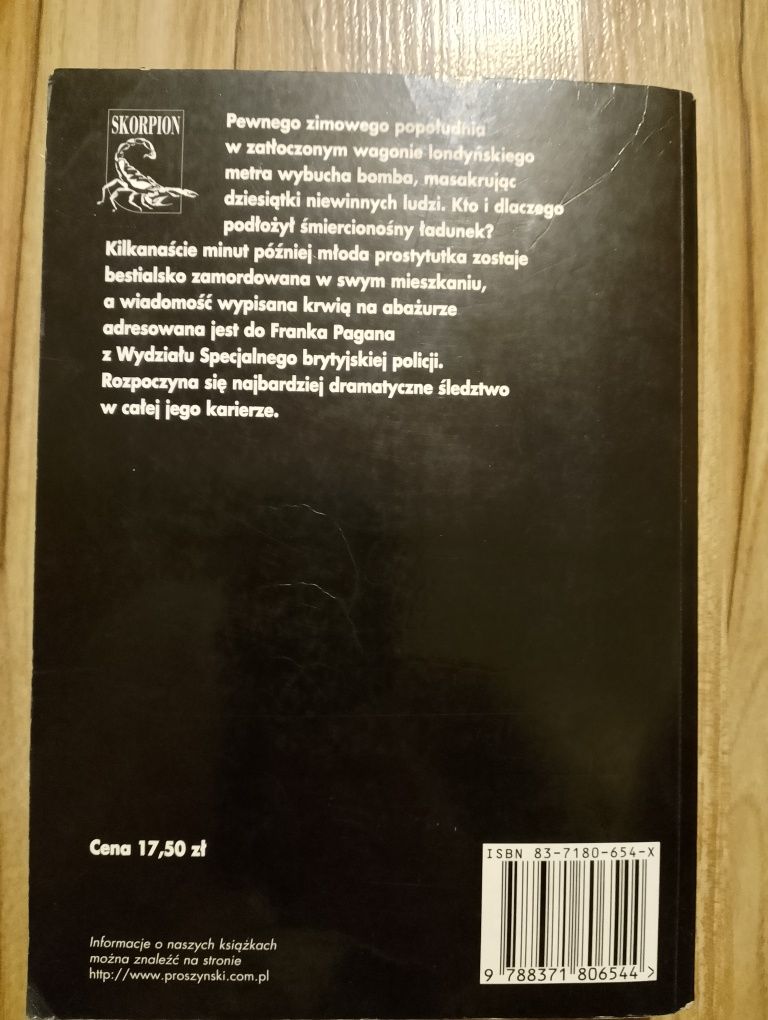 SKORPION
Pewnego zimowego popołudnia
w zatłoczonym wagonie londyńskiego
metra wybucha bomba, masakrując
dziesiątki niewinnych ludzi. Kto i dlaczego
podłożył śmiercionośny ładunek?
Kilkanaście minut później młoda prostytutka zostaje
bestialsko zamordowana w swym mieszkaniu,
a wiadomość wypisana krwią na abażurze
adresowana jest do Franka Pagana
z Wydziału Specjalnego brytyjskiej policji.
Rozpoczyna się najbardziej dramatyczne śledztwo
w całej jego karierze.
Cena 17,50 zł
ISBN 83-7180-654-X
9 788371 806544 >
Informacje o naszych książkach
można znaleźć na stronie
http://www.proszynski.com.pl